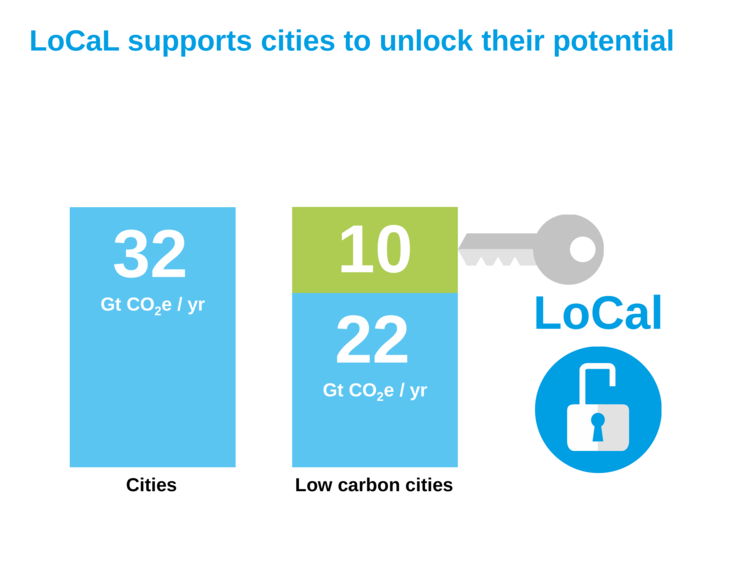 LoCaL supports cities to unlock their potential
32
Gt CO₂e / yr
10
22
Gt CO₂e / yr
LoCal
Cities
Low carbon cities